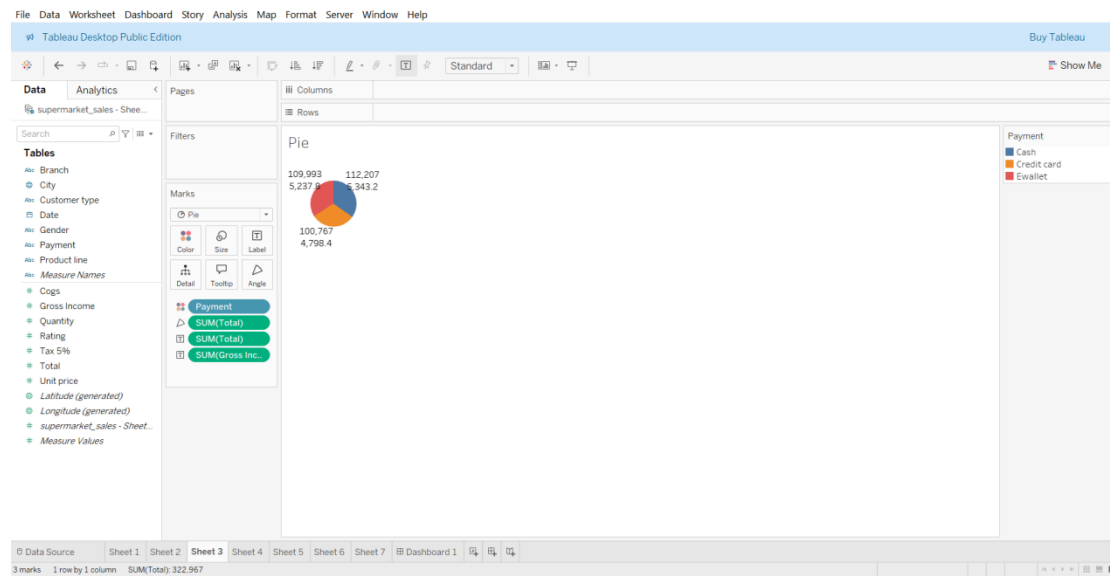 File Data Worksheet Dashboard Story Analysis Map Format Server Window Help
Tableau Desktop Public Edition
Buy Tableau
Standard
Show Me
Data Analytics
supermarket_sales - Shee...
Search
Tables
Abc Branch
City
Abc Customer type
Date
Abc Gender
Abc Payment
Abc Product line
Abc Measure Names
# Cogs
# Gross Income
# Quantity
# Rating
# Tax 5%
# Total
# Unit price
Latitude (generated)
Longitude (generated)
# supermarket_sales - Sheet...
# Measure Values
Pages
Filters
Marks
Pie
Color Size Label
Detail Tooltip Angle
Payment
SUM(Total)
SUM(Total)
SUM(Gross Inc..
Columns
Rows
Pie
109,993 112,207
5,237.8 5,343.2
100,767
4,798.4
Payment
Cash
Credit card
Ewallet
Data Source Sheet 1 Sheet 2 Sheet 3 Sheet 4 Sheet 5 Sheet 6 Sheet 7 Dashboard 1
3 marks 1 row by 1 column SUM(Total): 322,967